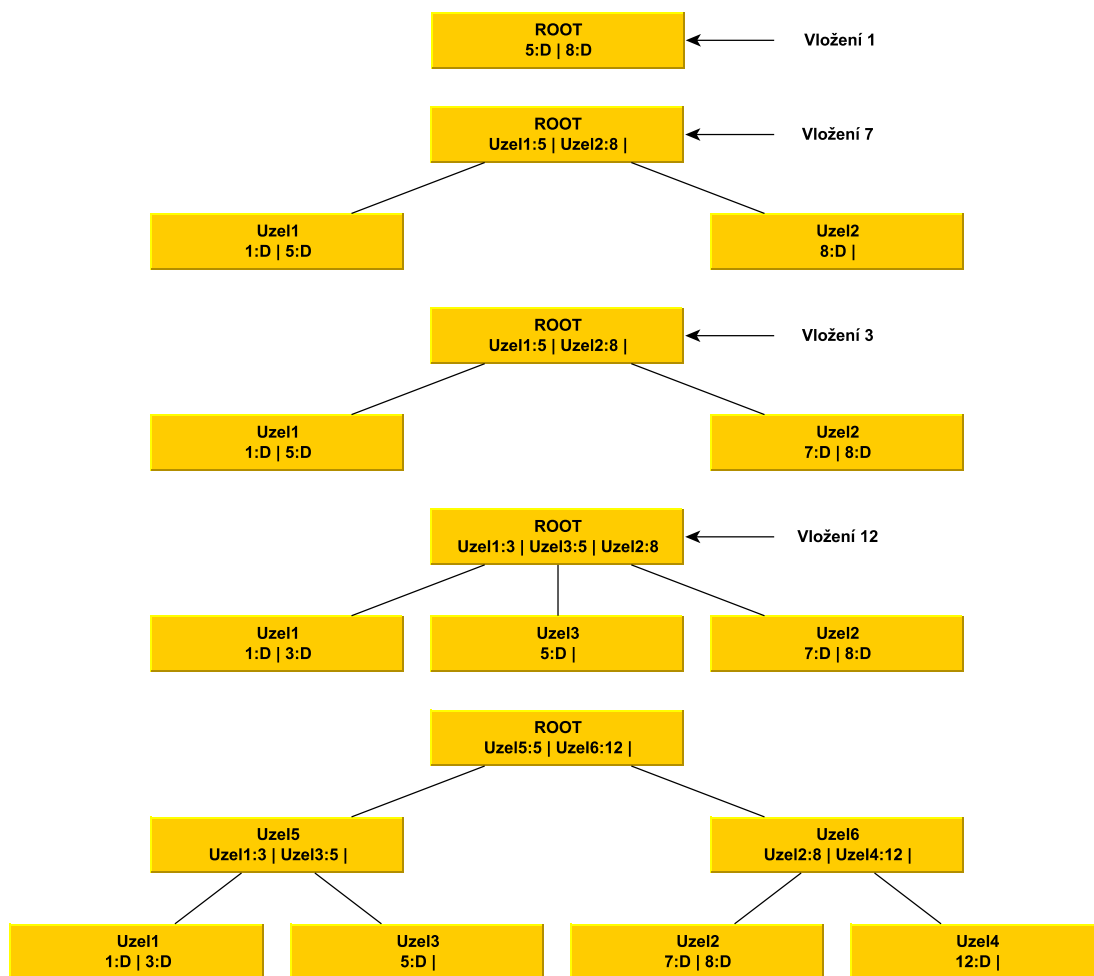 ROOT
5:D | 8:D
Vložení 1
ROOT
Uzel1:5 | Uzel2:8 |
Vložení 7
Uzel1
1:D | 5:D
Uzel2
8:D |
ROOT
Uzel1:5 | Uzel2:8 |
Vložení 3
Uzel1
1:D | 5:D
Uzel2
7:D | 8:D
ROOT
Uzel1:3 | Uzel3:5 | Uzel2:8
Vložení 12
Uzel1
1:D | 3:D
Uzel3
5:D |
Uzel2
7:D | 8:D
ROOT
Uzel5:5 | Uzel6:12 |
Uzel5
Uzel1:3 | Uzel3:5 |
Uzel6
Uzel2:8 | Uzel4:12 |
Uzel1
1:D | 3:D
Uzel3
5:D |
Uzel2
7:D | 8:D
Uzel4
12:D |